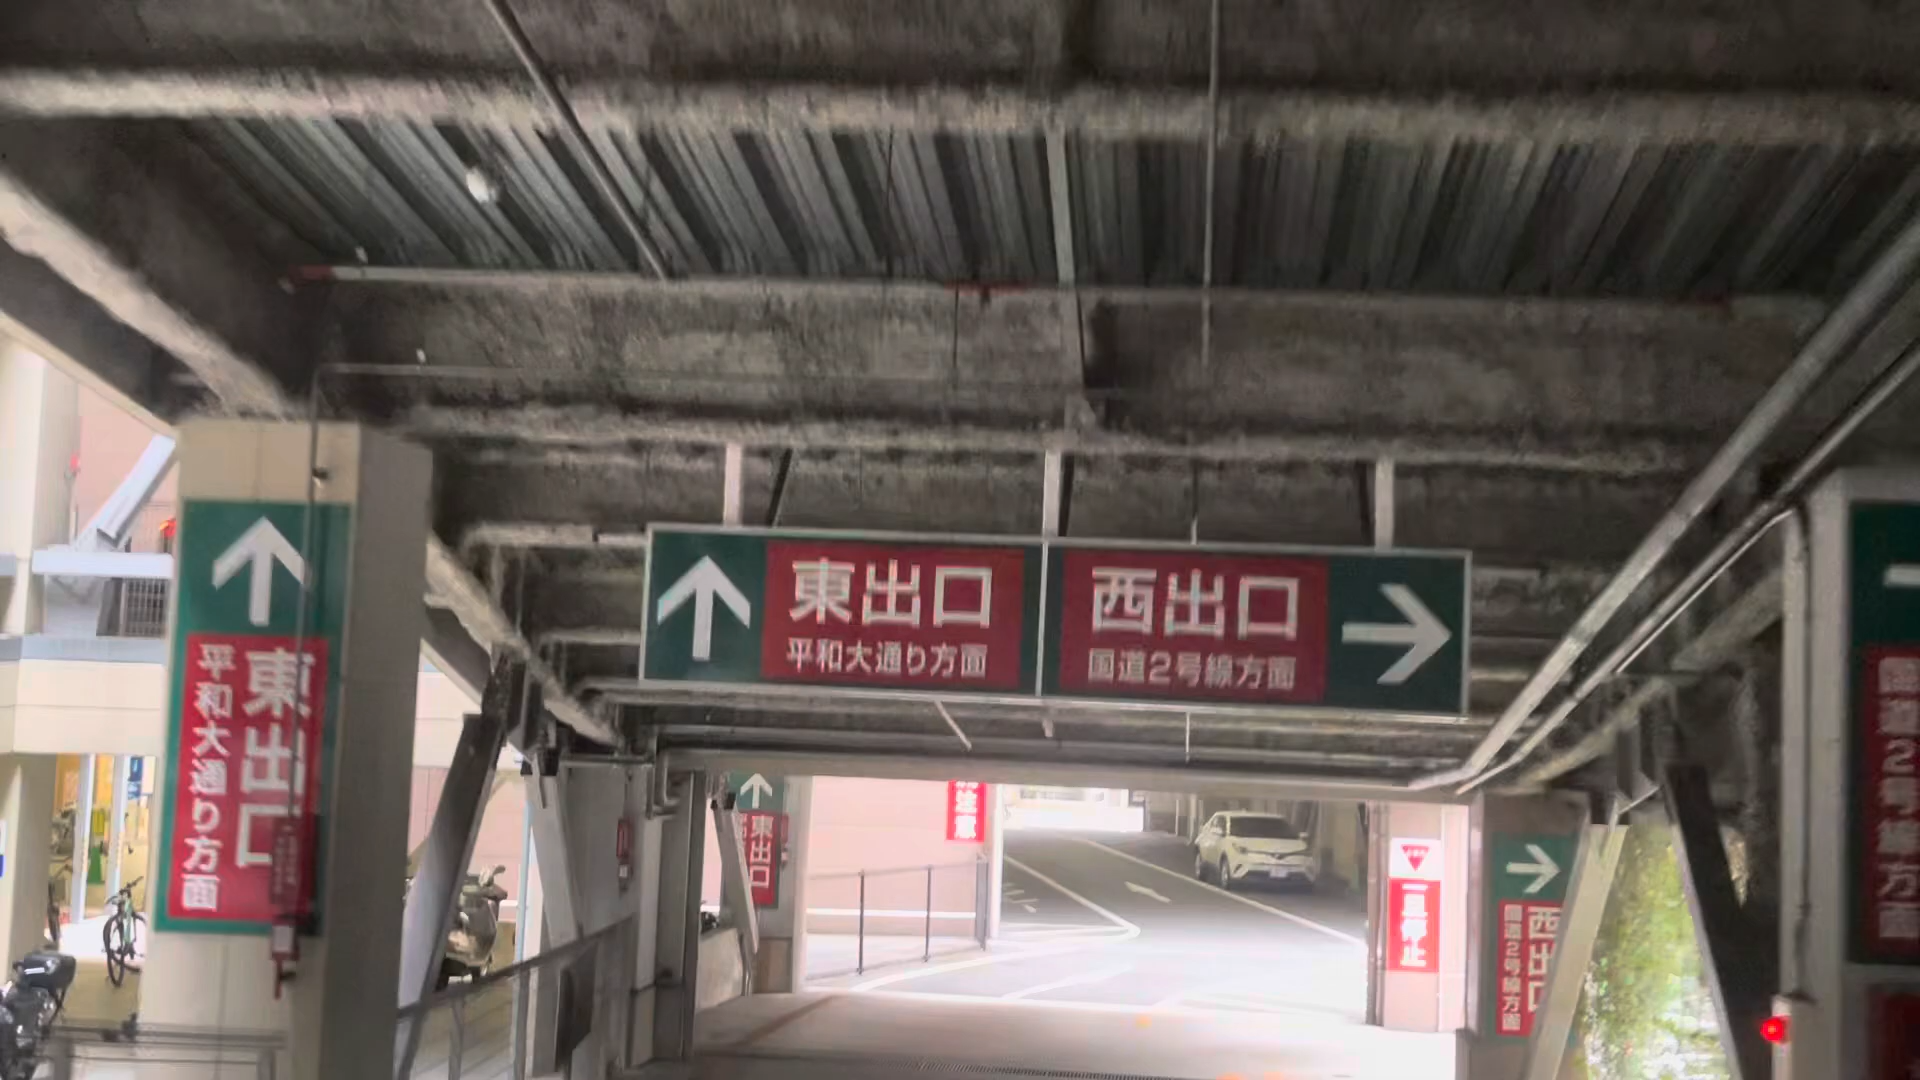 東出口
平和大通り方面
西出口
国道2号線方面
東出口
平和大通り方面
東出口
注意
一旦停止
西出口
国道2号線方面
国道2号線方面